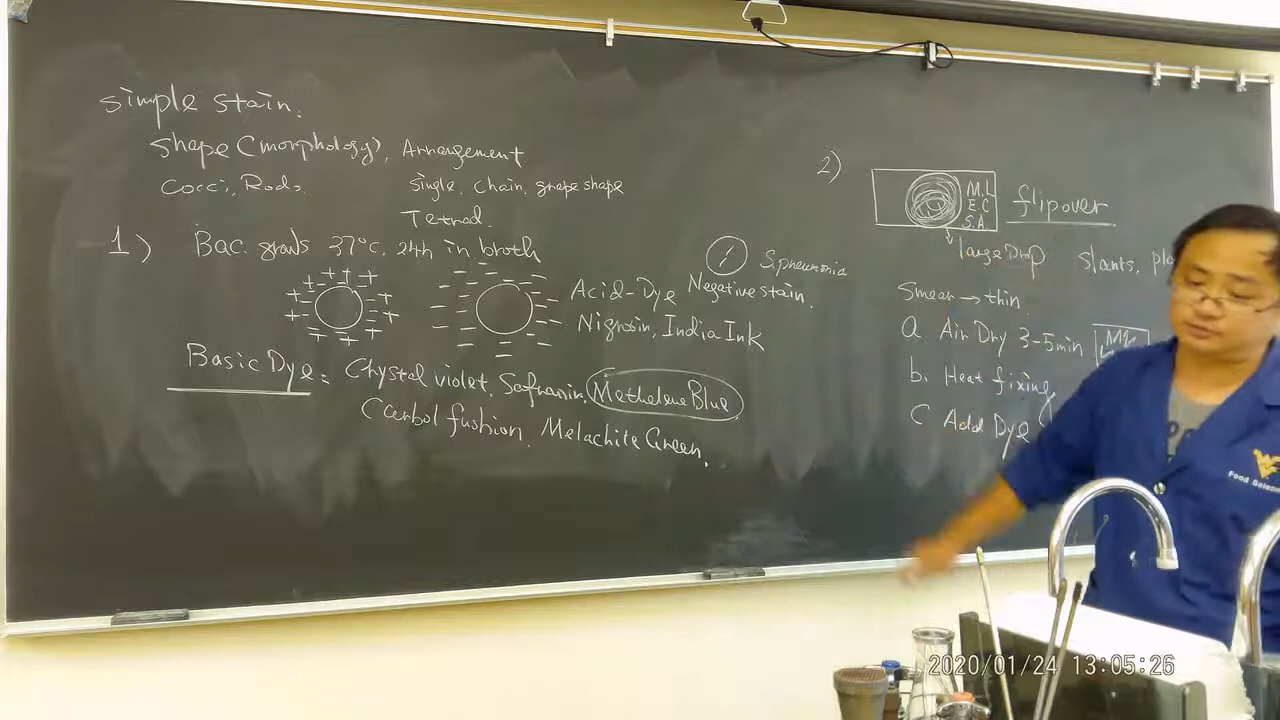 simple stain.
shape (morphology), Arrangement
Cocci, Rods. single, chain, grape shape
Tetrad.
1) Bac. grows 37°C, 24h in broth
S.pneumonia
Acid-Dye Negative stain.
Nigrosin, India Ink
Basic Dye: Chystal violet, Safranin, Methelene Blue
Carbol fushion, Melachite Green.
2)
M.L
E.C
S.A
flipover
large Drop slants,
Smear → thin
a Air Dry 3-5min
b. Heat fixing
C Add Dye
Food Science
2020/01/24 13:05:26